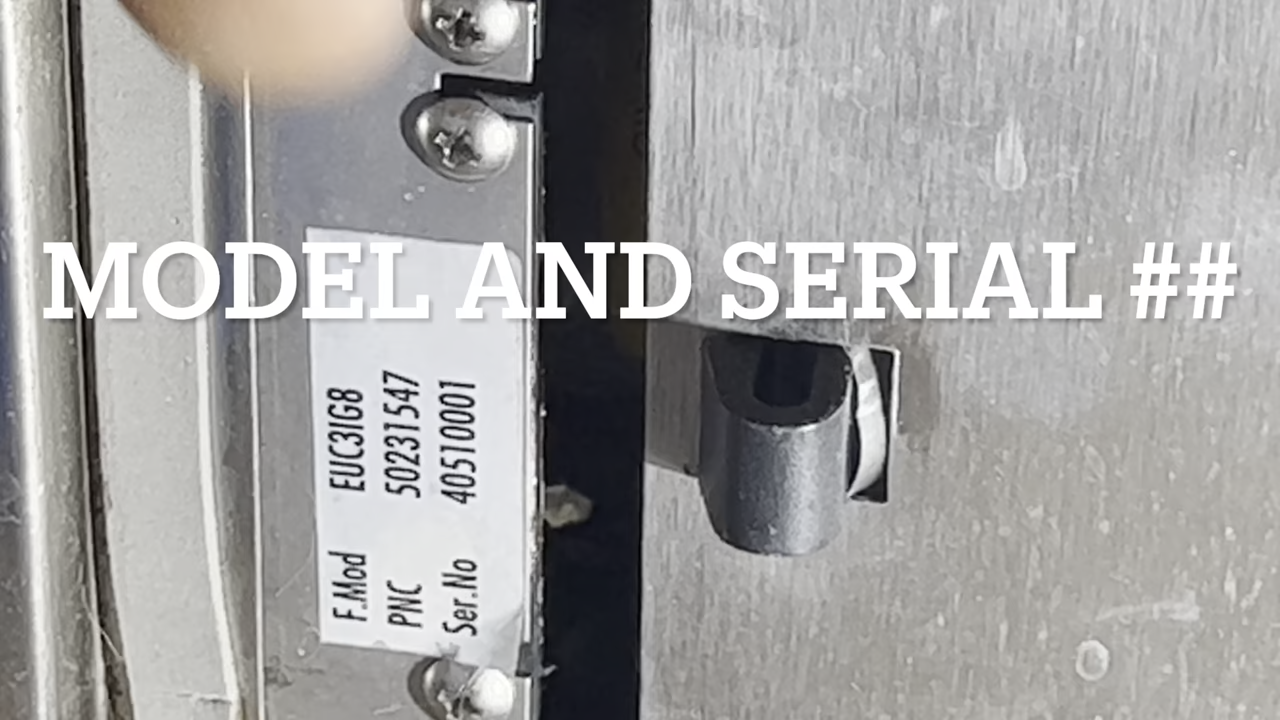 MODEL AND SERIAL ##
F.Mod EUC3IG8
PNC 50231547
Ser.No 40510001